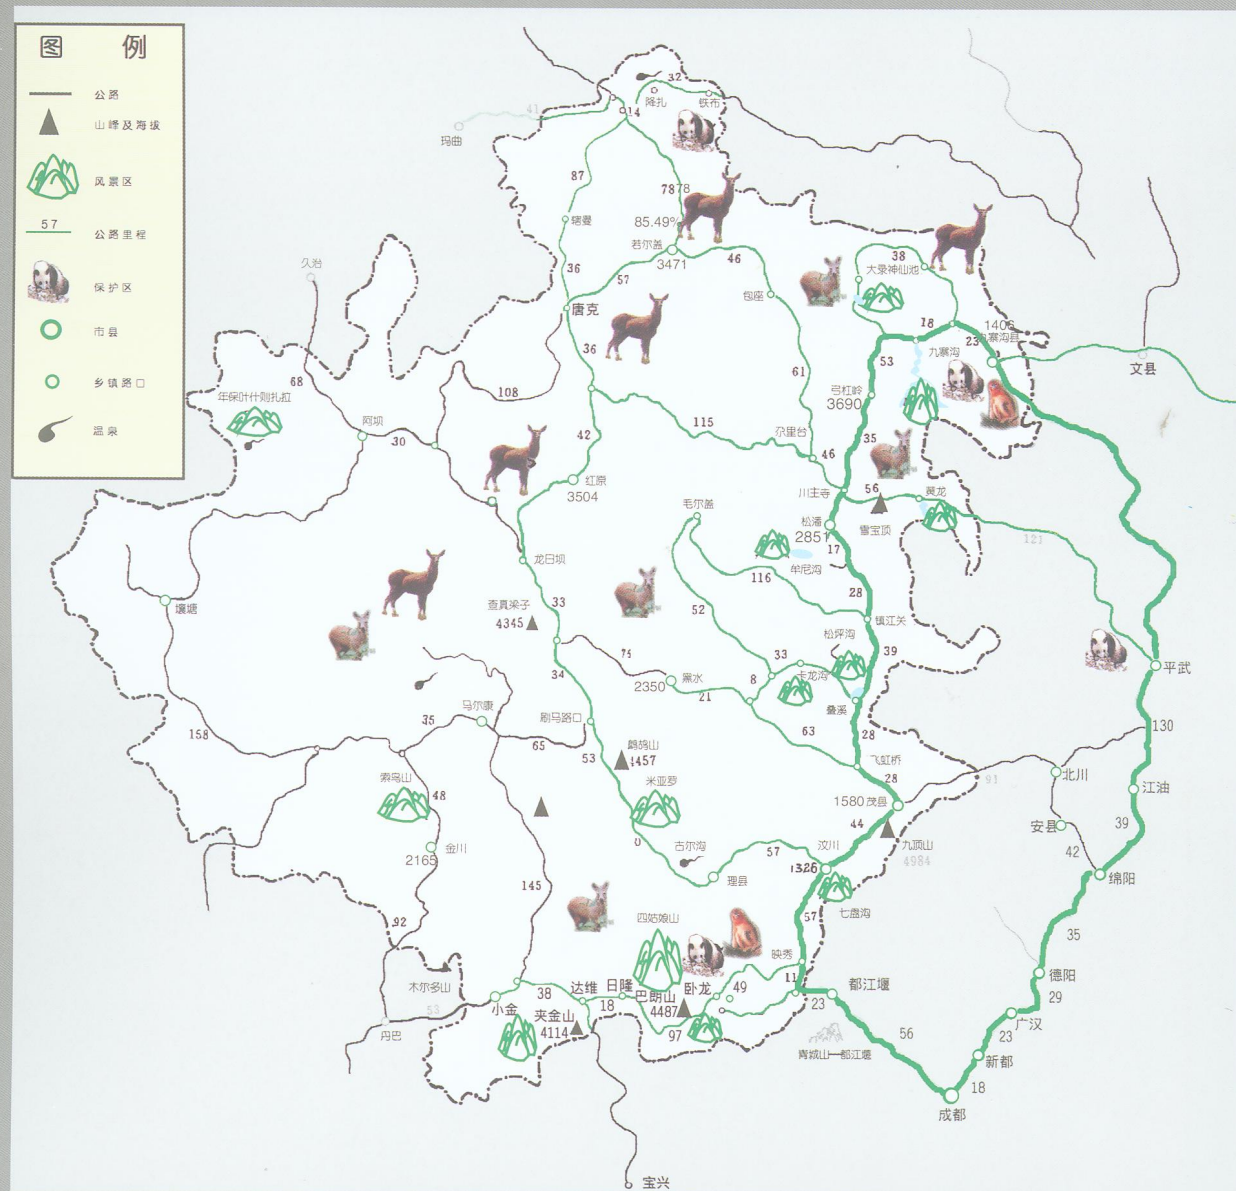 图 例
公路
山峰及海拔
风景区
57
公路里程
保护区
市县
乡镇路口
温泉
32
降扎
铁布
14
41
玛曲
87
7878
85.49%
若尔盖
3471
46
57
36
包座
唐克
36
61
108
115
42
红原
3504
久治
68
年保叶什则扎拉
阿坝
30
38
大录神仙池
18
1406
九寨沟县
23
九寨沟
53
弓杠岭
3690
35
文县
尕里台
46
川主寺
56
黄龙
雪宝顶
121
松潘
2851
17
牟尼沟
毛尔盖
116
28
镇江关
52
松坪沟
39
33
卡龙沟
8
叠溪
28
63
飞虹桥
28
1580 茂县
91
44
九顶山
4984
龙日坝
查真梁子
4345
33
34
黑水
2350
21
壤塘
158
马尔康
35
65
刷马路口
53
鹧鸪山
4457
米亚罗
索乌山
48
金川
2165
145
92
古尔沟
理县
57
汶川
1326
七盘沟
57
四姑娘山
映秀
11
49
卧龙
巴朗山
4487
97
日隆
18
达维
38
小金
夹金山
4114
木尔多山
53
丹巴
宝兴
都江堰
23
青城山—都江堰
56
成都
18
新都
23
广汉
29
德阳
35
绵阳
42
39
安县
北川
江油
130
平武